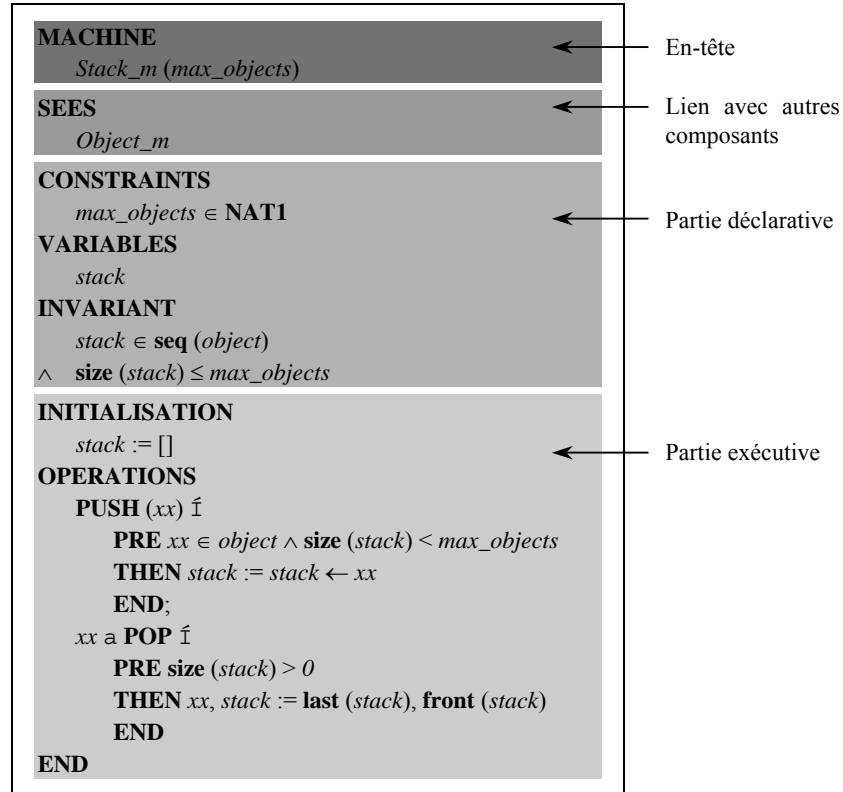 MACHINE
Stack_m (max_objects)
En-tête
SEES
Object_m
Lien avec autres
composants
CONSTRAINTS
max_objects ∈ NAT1
Partie déclarative
VARIABLES
stack
INVARIANT
stack ∈ seq (object)
∧ size (stack) ≤ max_objects
INITIALISATION
stack := []
Partie exécutive
OPERATIONS
PUSH (xx) Í
PRE xx ∈ object ∧ size (stack) < max_objects
THEN stack := stack ← xx
END;
xx a POP Í
PRE size (stack) > 0
THEN xx, stack := last (stack), front (stack)
END
END